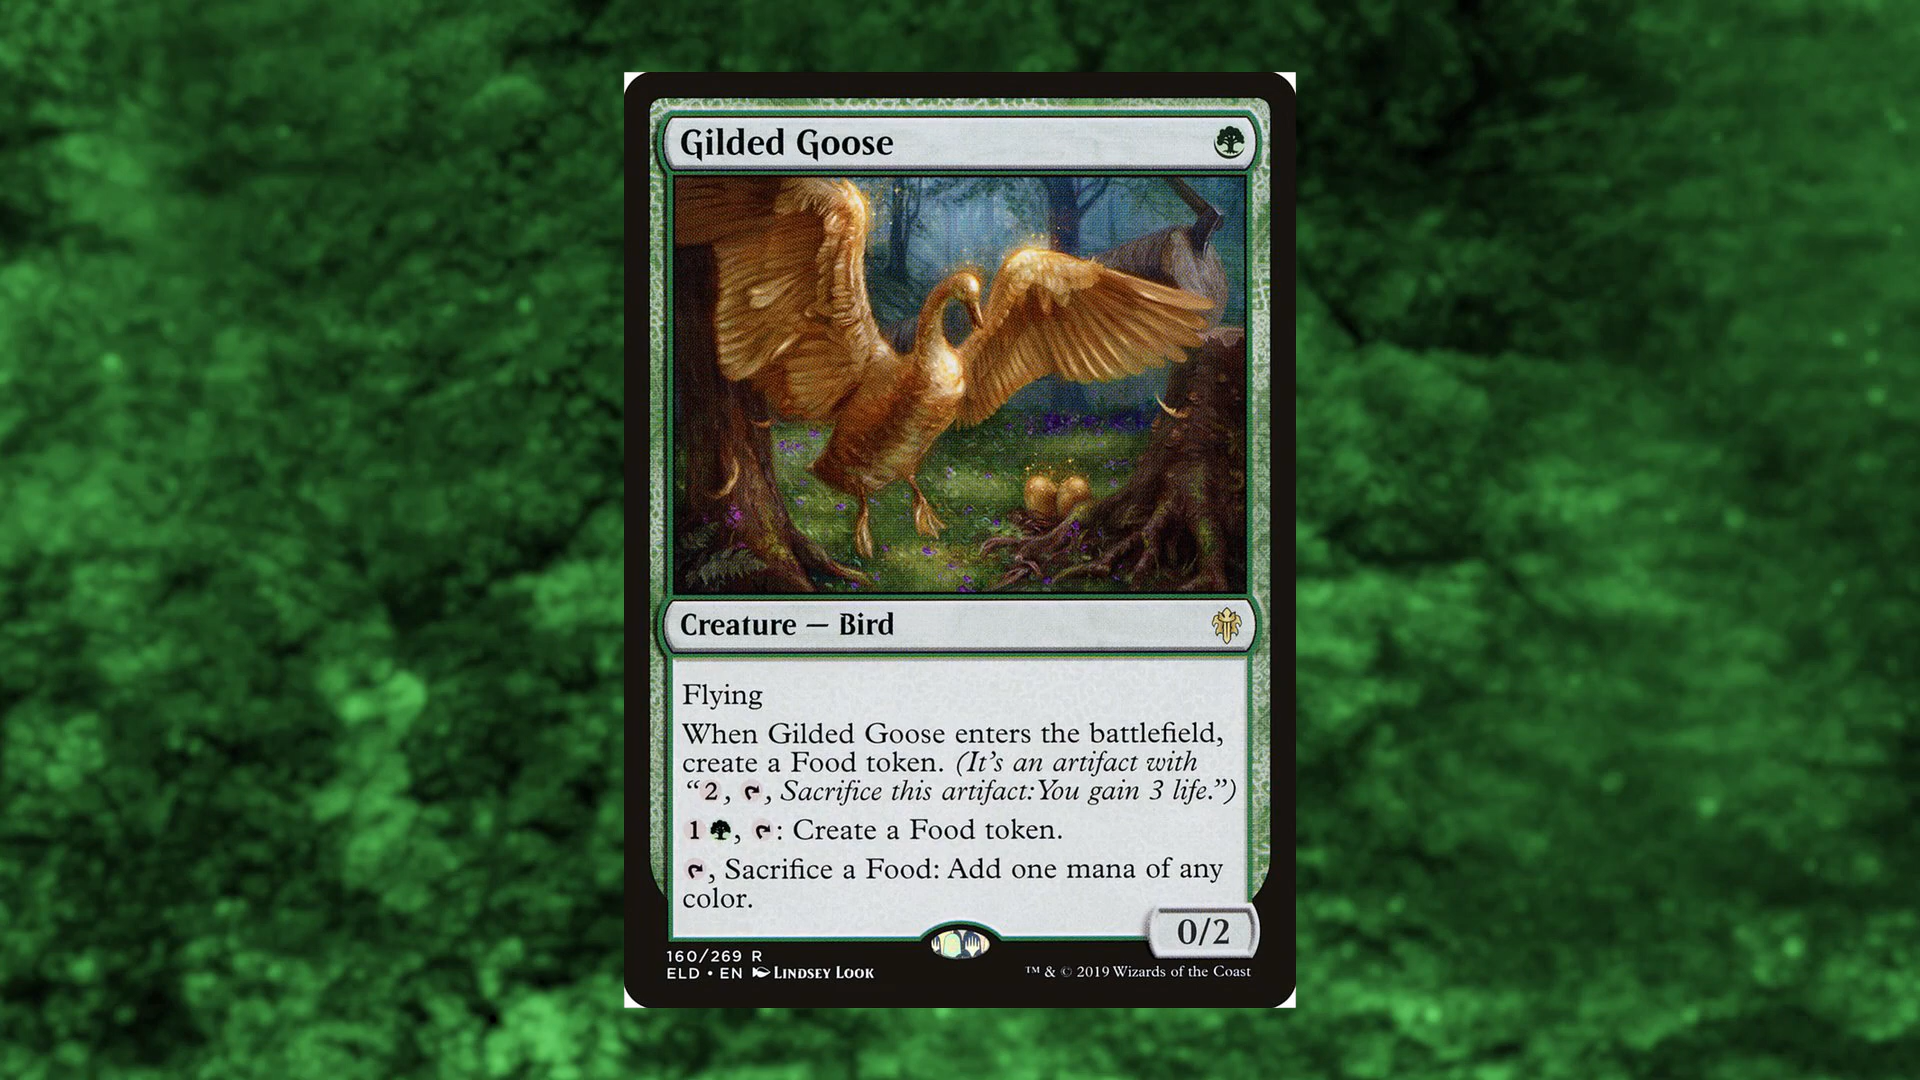 Gilded Goose
Creature — Bird
Flying
When Gilded Goose enters the battlefield,
create a Food token. (It's an artifact with
“2, , Sacrifice this artifact: You gain 3 life.”)
1 , : Create a Food token.
, Sacrifice a Food: Add one mana of any
color.
0/2
160/269 R
ELD • EN LINDSEY LOOK
™ & © 2019 Wizards of the Coast